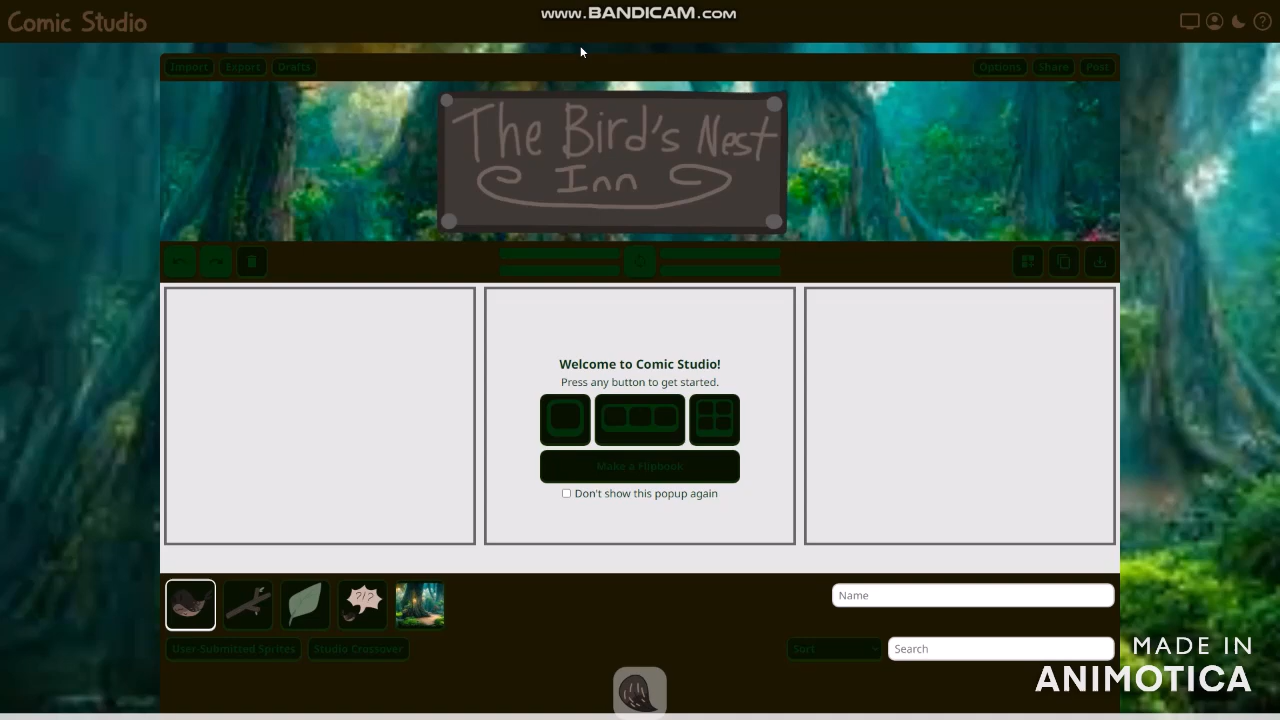 Comic Studio
www.BANDICAM.com
Import
Export
Drafts
Options
Share
Post
The Bird's Nest
Inn
Welcome to Comic Studio!
Press any button to get started.
Make a Flipbook
Don't show this popup again
?!?
Name
User-Submitted Sprites
Studio Crossover
Sort
Search
MADE IN
ANIMOTICA